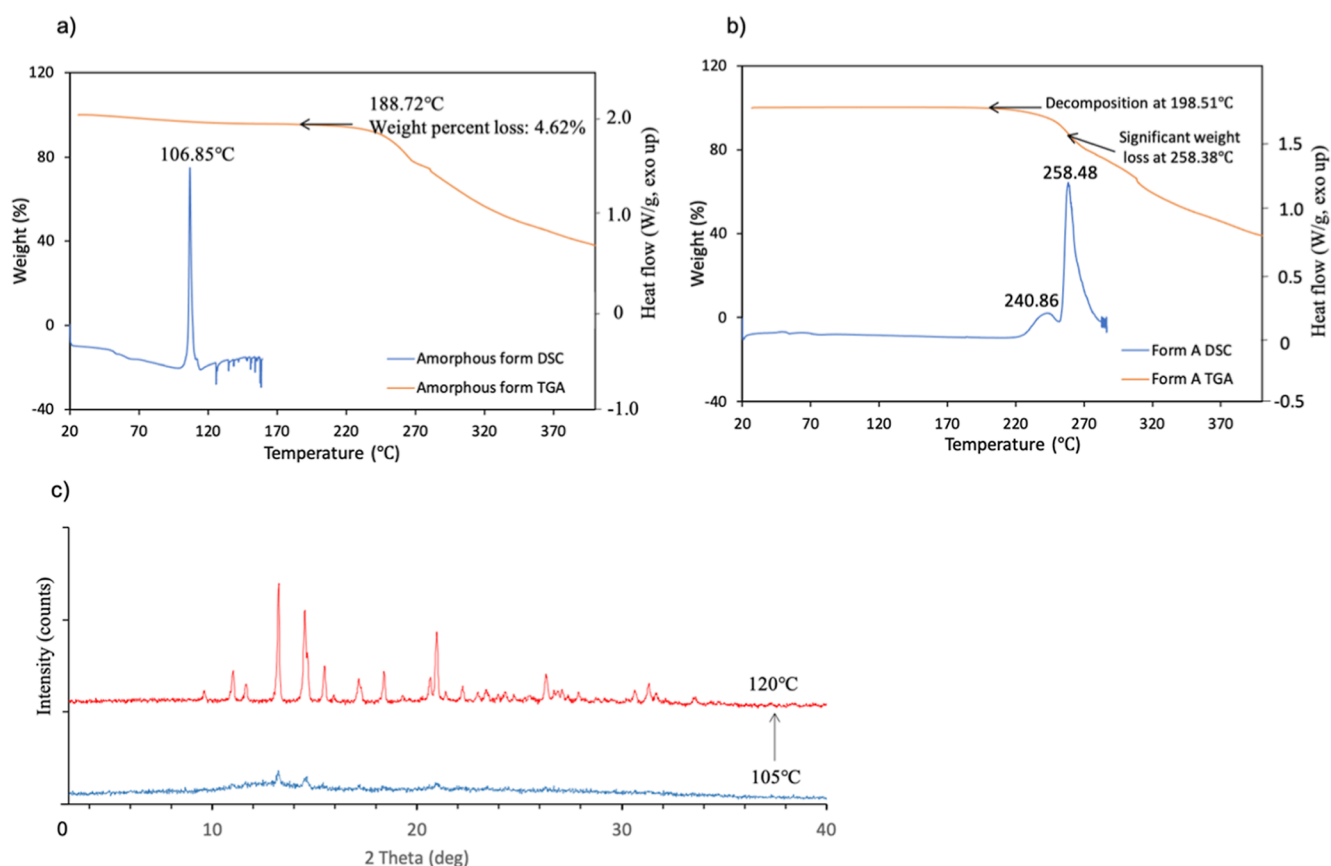 a)
120
80
40
0
-40
Weight (%)
20
70
120
170
220
270
320
370
Temperature (℃)
2.0
1.0
0
-1.0
Heat flow (W/g, exo up)
188.72℃
Weight percent loss: 4.62%
106.85℃
Amorphous form DSC
Amorphous form TGA
b)
120
80
40
0
-40
Weight (%)
20
70
120
170
220
270
320
370
Temperature (℃)
1.5
1.0
0.5
0
-0.5
Heat flow (W/g, exo up)
Decomposition at 198.51℃
Significant weight
loss at 258.38℃
258.48
240.86
Form A DSC
Form A TGA
c)
Intensity (counts)
120℃
105℃
0
10
20
30
40
2 Theta (deg)